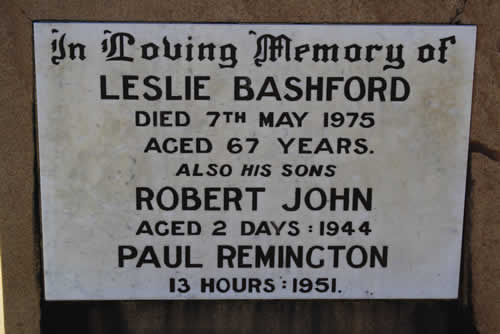 In Loving Memory of
LESLIE BASHFORD
DIED 7TH MAY 1975
AGED 67 YEARS.
ALSO HIS SONS
ROBERT JOHN
AGED 2 DAYS : 1944
PAUL REMINGTON
13 HOURS : 1951.